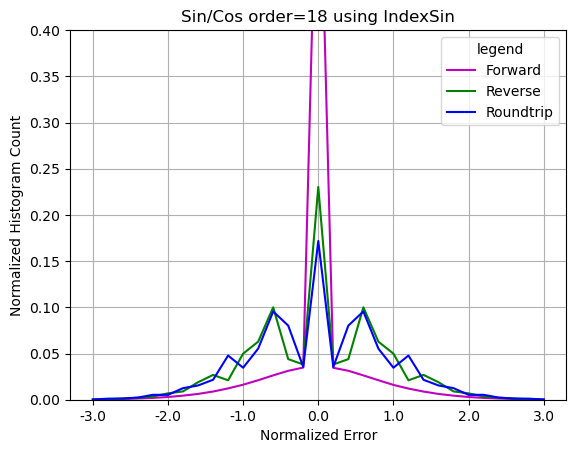 Sin/Cos order=18 using IndexSin
Normalized Histogram Count
0.40
0.35
0.30
0.25
0.20
0.15
0.10
0.05
0.00
legend
Forward
Reverse
Roundtrip
-3.0 -2.0 -1.0 0.0 1.0 2.0 3.0
Normalized Error